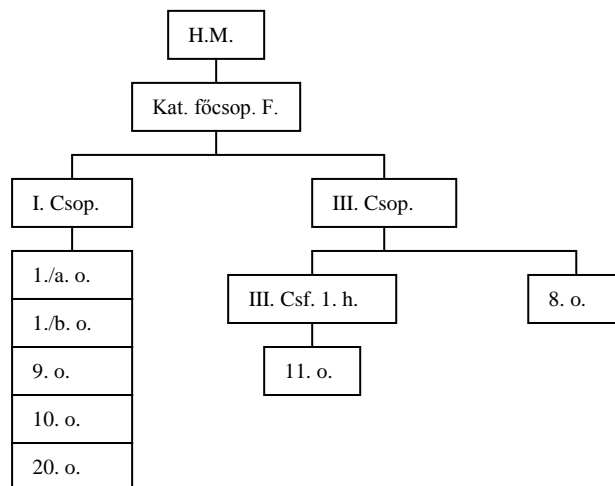 H.M.
Kat. főcsop. F.
I. Csop.
III. Csop.
1./a. o.
1./b. o.
9. o.
10. o.
20. o.
III. Csf. 1. h.
8. o.
11. o.